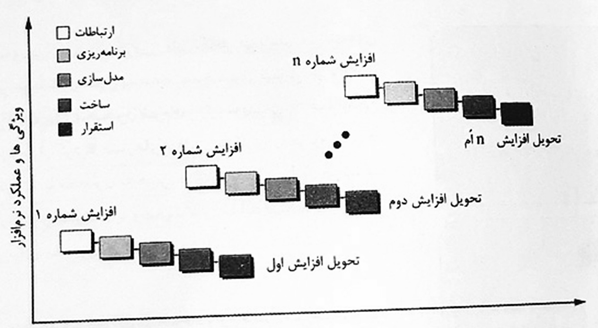 ارتباطات
برنامه‌ریزی
مدل‌سازی
ساخت
استقرار
ویژگی ها و عملکرد نرم‌افزار
افزایش شماره n
تحویل افزایش n اُم
افزایش شماره ۲
تحویل افزایش دوم
افزایش شماره ۱
تحویل افزایش اول